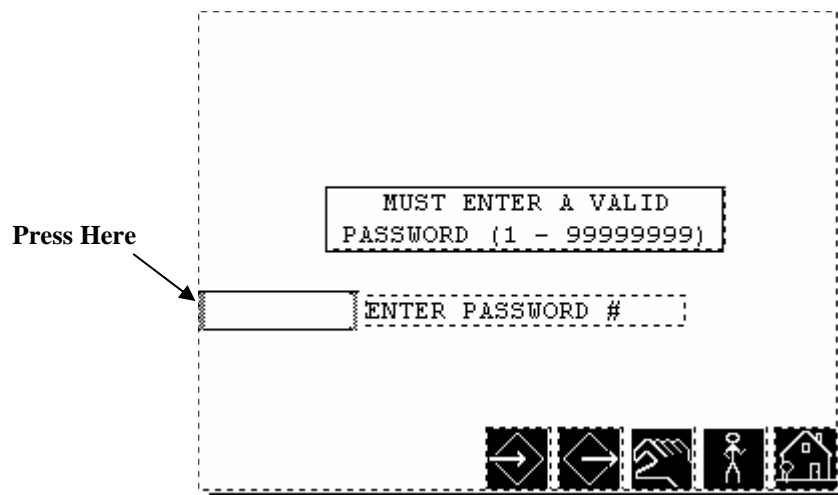 MUST ENTER A VALID
PASSWORD (1 - 99999999)
Press Here
ENTER PASSWORD #